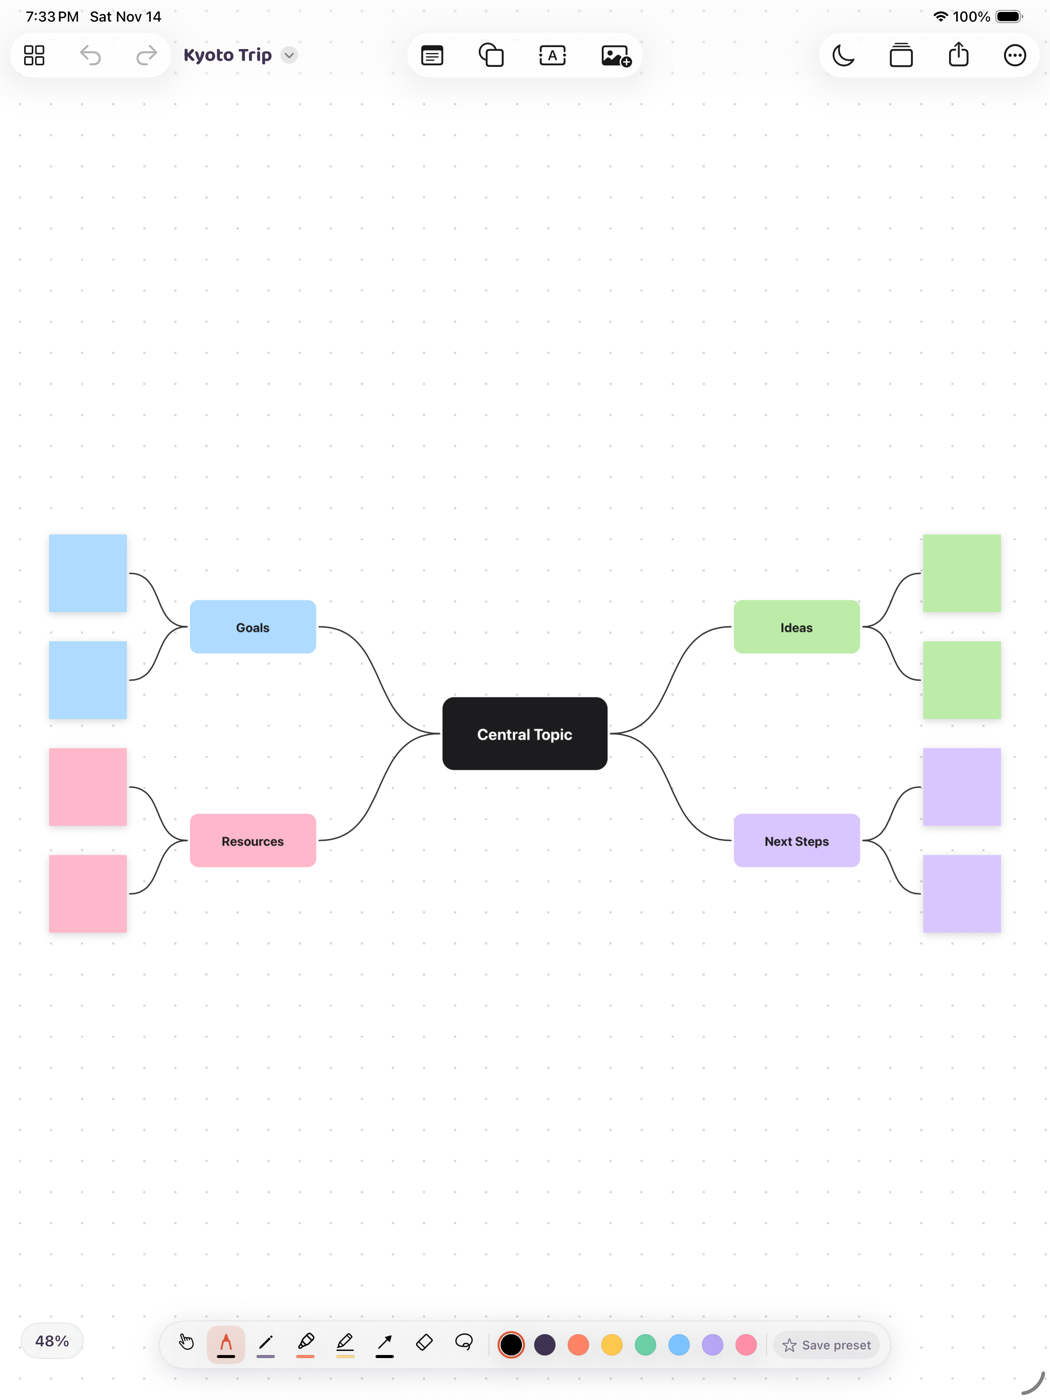 7:33 PM Sat Nov 14
100%
Kyoto Trip
A
Goals
Ideas
Central Topic
Resources
Next Steps
48%
Save preset